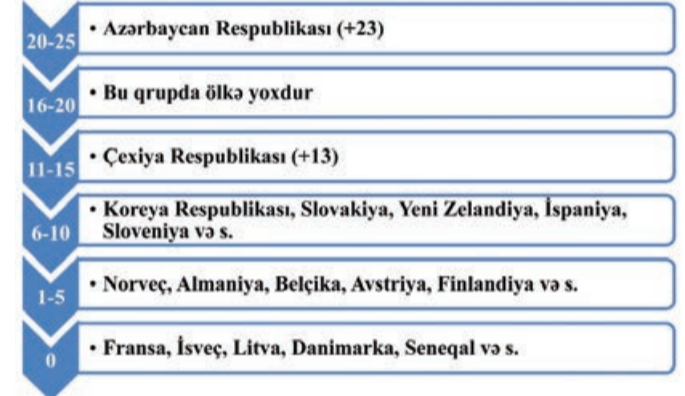 20-25
• Azərbaycan Respublikası (+23)
16-20
• Bu qrupda ölkə yoxdur
11-15
• Çexiya Respublikası (+13)
6-10
• Koreya Respublikası, Slovakiya, Yeni Zelandiya, İspaniya,
Sloveniya və s.
1-5
• Norveç, Almaniya, Belçika, Avstriya, Finlandiya və s.
0
• Fransa, İsveç, Litva, Danimarka, Seneqal və s.